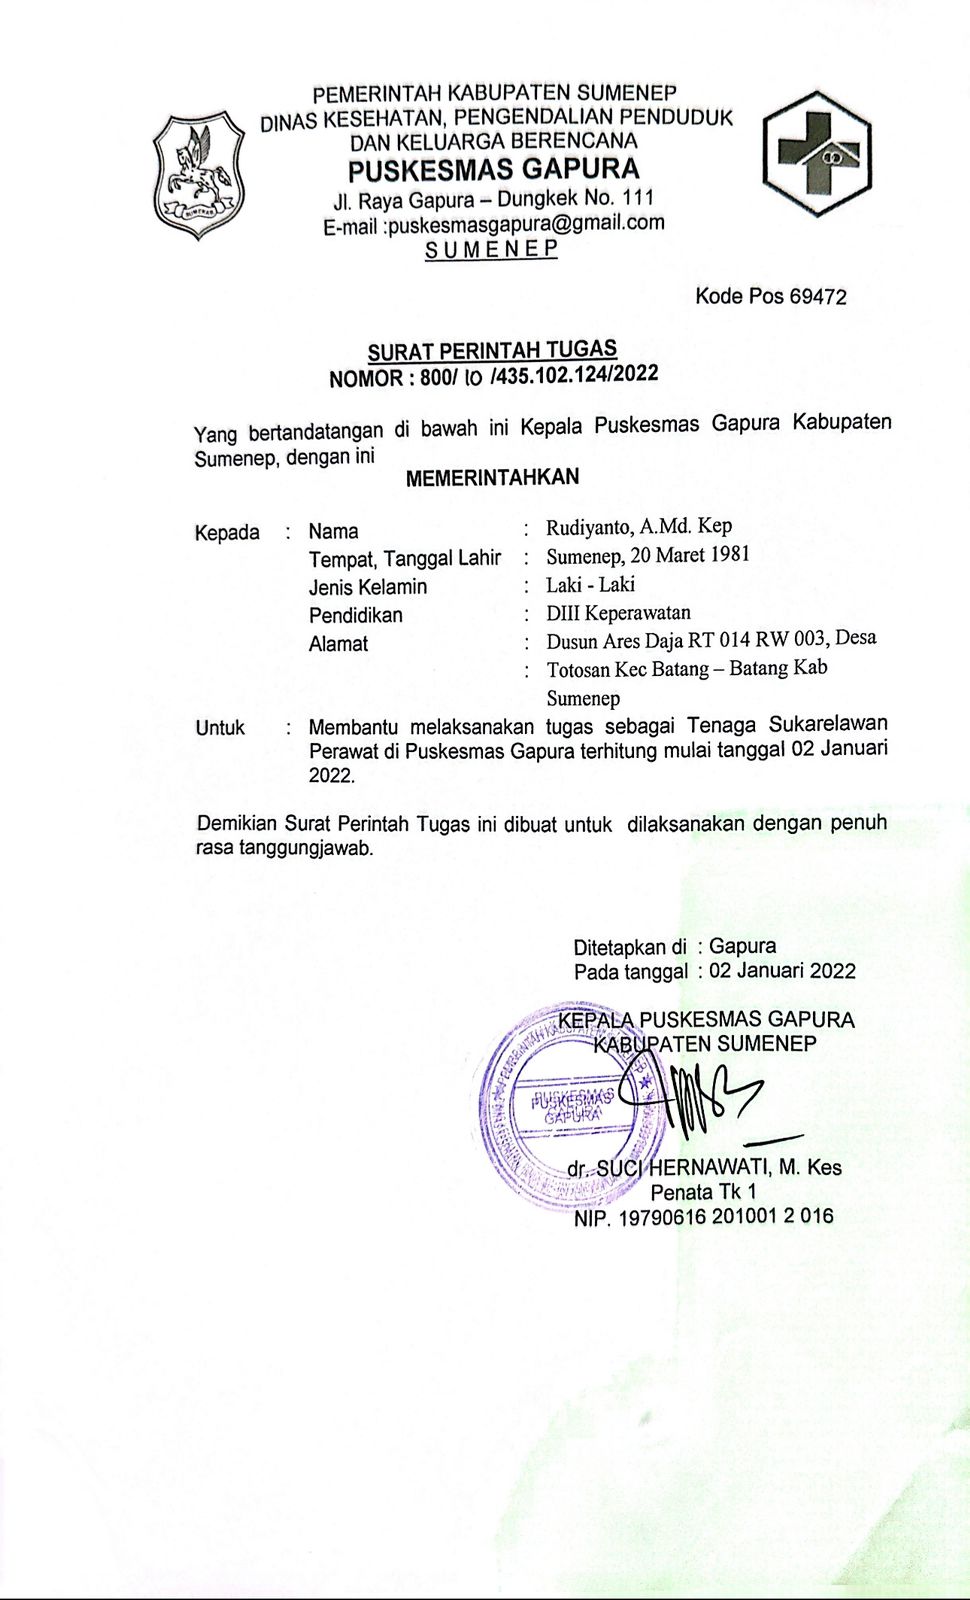 PEMERINTAH KABUPATEN SUMENEP
DINAS KESEHATAN, PENGENDALIAN PENDUDUK
DAN KELUARGA BERENCANA
PUSKESMAS GAPURA
Jl. Raya Gapura – Dungkek No. 111
E-mail :puskesmasgapura@gmail.com
S U M E N E P
Kode Pos 69472
SURAT PERINTAH TUGAS
NOMOR : 800/ 10 /435.102.124/2022
Yang bertandatangan di bawah ini Kepala Puskesmas Gapura Kabupaten
Sumenep, dengan ini
MEMERINTAHKAN
Kepada : Nama : Rudiyanto, A.Md. Kep
Tempat, Tanggal Lahir : Sumenep, 20 Maret 1981
Jenis Kelamin : Laki - Laki
Pendidikan : DIII Keperawatan
Alamat : Dusun Ares Daja RT 014 RW 003, Desa
: Totosan Kec Batang – Batang Kab
Sumenep
Untuk : Membantu melaksanakan tugas sebagai Tenaga Sukarelawan
Perawat di Puskesmas Gapura terhitung mulai tanggal 02 Januari
2022.
Demikian Surat Perintah Tugas ini dibuat untuk dilaksanakan dengan penuh
rasa tanggungjawab.
Ditetapkan di : Gapura
Pada tanggal : 02 Januari 2022
KEPALA PUSKESMAS GAPURA
KABUPATEN SUMENEP
PUSKESMAS
GAPURA
dr. SUCI HERNAWATI, M. Kes
Penata Tk 1
NIP. 19790616 201001 2 016